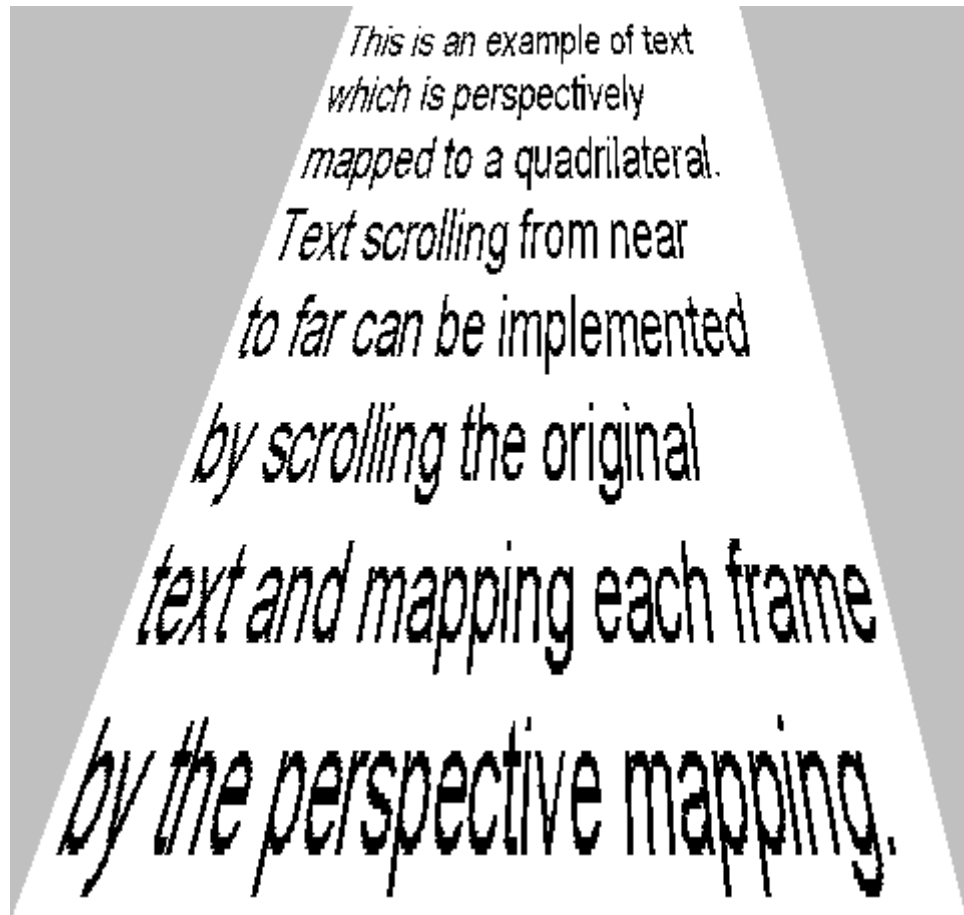 This is an example of text
which is perspectively
mapped to a quadrilateral.
Text scrolling from near
to far can be implemented
by scrolling the original
text and mapping each frame
by the perspective mapping.